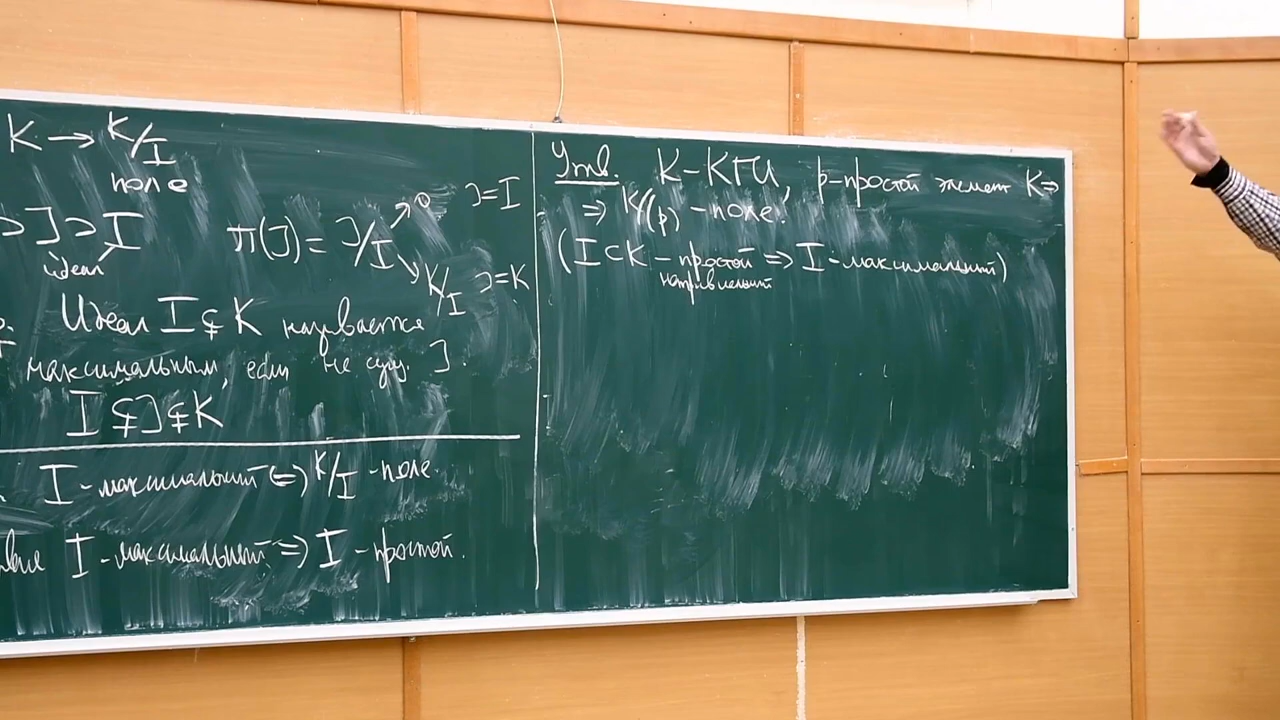 K → K/I
поле
⊃ J ⊃ I
идеал
π(J) = J/I
↗ 0 J = I
↘ K/I J = K
Идеал I ⊊ K называется
максимальным, если не сущ. J:
I ⊊ J ⊊ K
I - максимальный ⇔ K/I - поле.
I - максимальный ⇒ I - простой.
Утв. K - КГИ, p - простой элемент K ⇒
⇒ K/(p) - поле.
(I ⊂ K - простой ⇒ I - максимальный)
нетривиальный